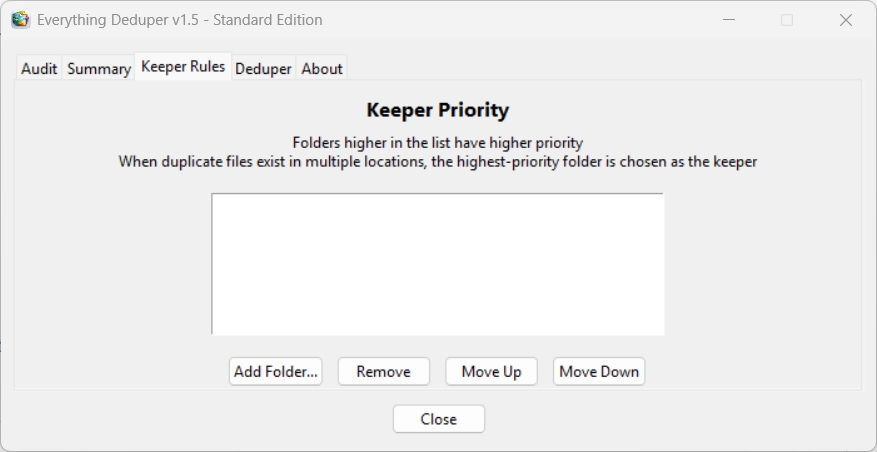 Everything Deduper v1.5 - Standard Edition
Audit Summary Keeper Rules Deduper About
Keeper Priority
Folders higher in the list have higher priority
When duplicate files exist in multiple locations, the highest-priority folder is chosen as the keeper
Add Folder... Remove Move Up Move Down
Close